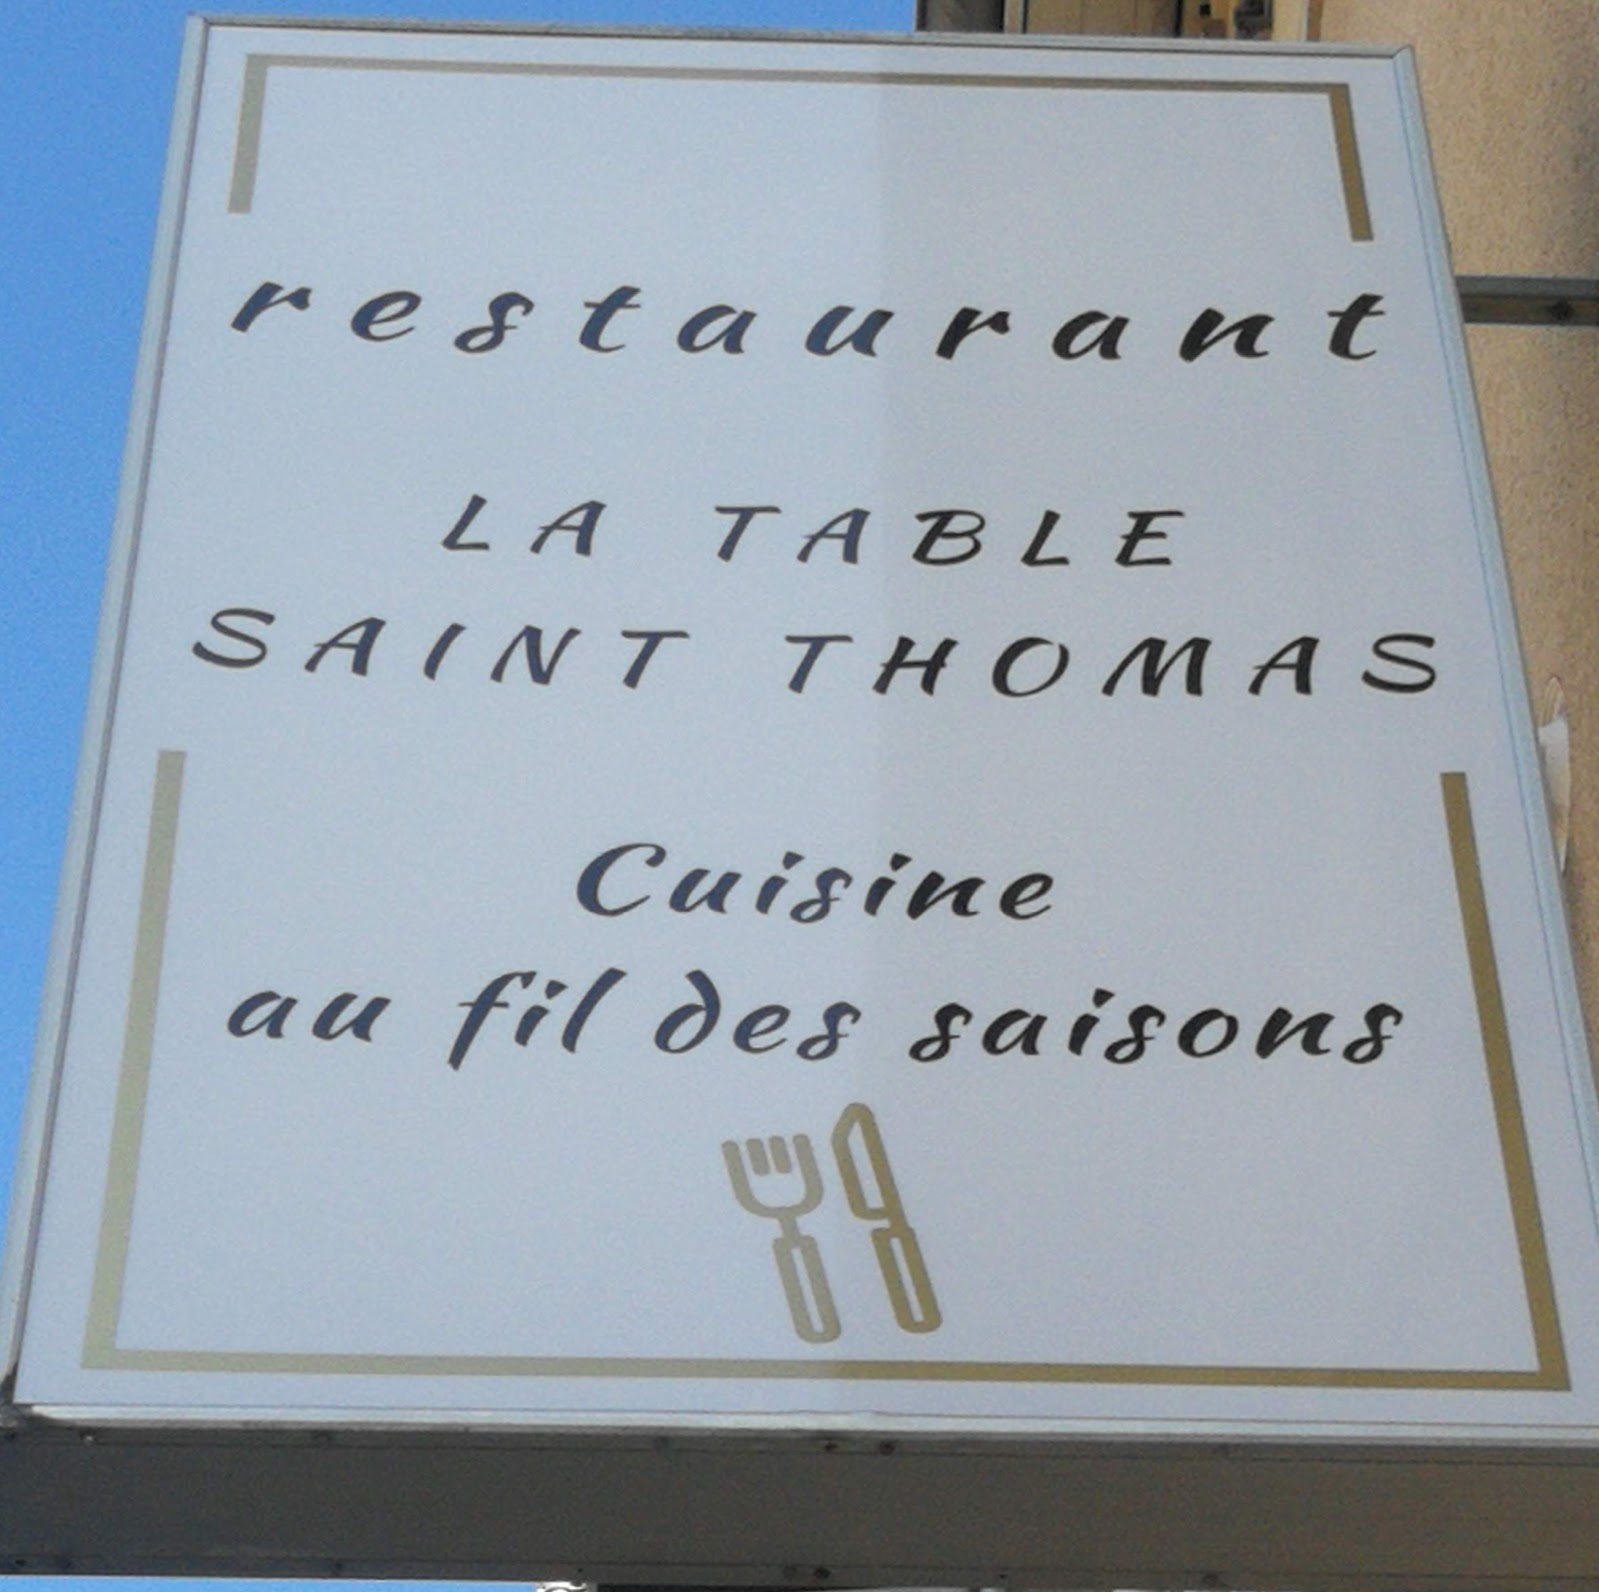 restaurant
LA TABLE
SAINT THOMAS
Cuisine
au fil des saisons